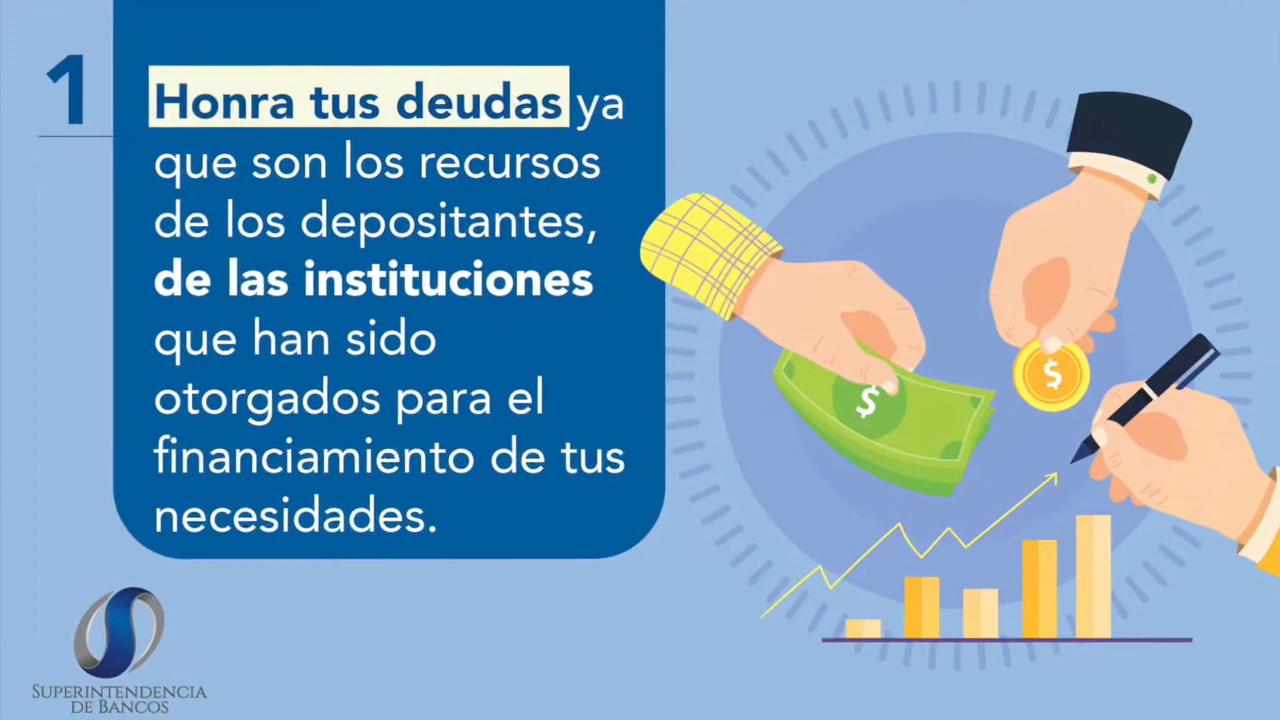 1
Honra tus deudas ya
que son los recursos
de los depositantes,
de las instituciones
que han sido
otorgados para el
financiamiento de tus
necesidades.
$
$
SUPERINTENDENCIA
DE BANCOS